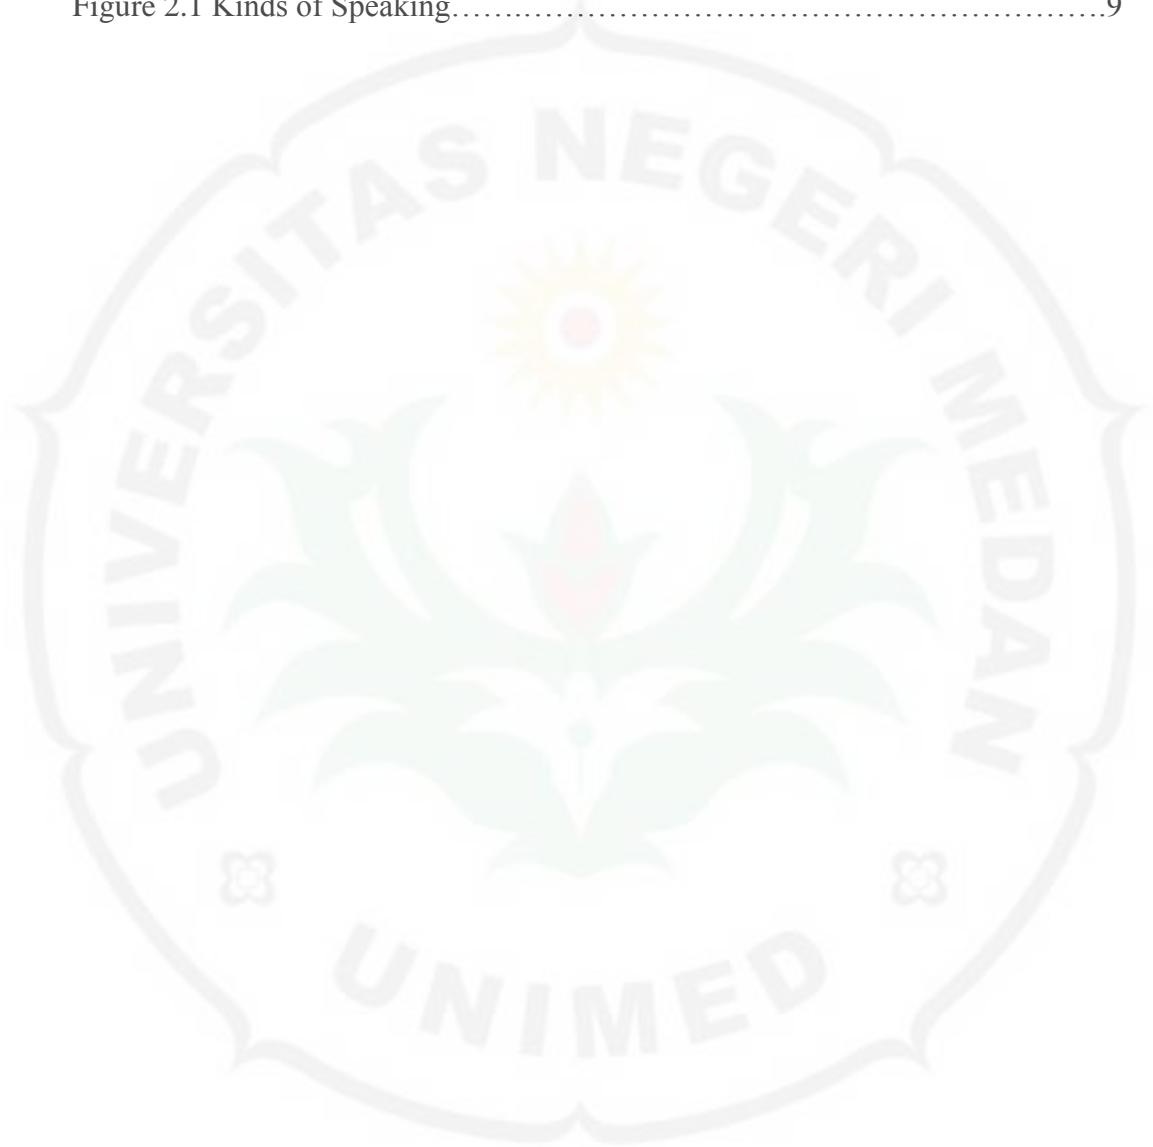 Figure 2.1 Kinds of Speaking……..……………………………………………………….9
UNIVERSITAS NEGERI MEDAN
UNIMED